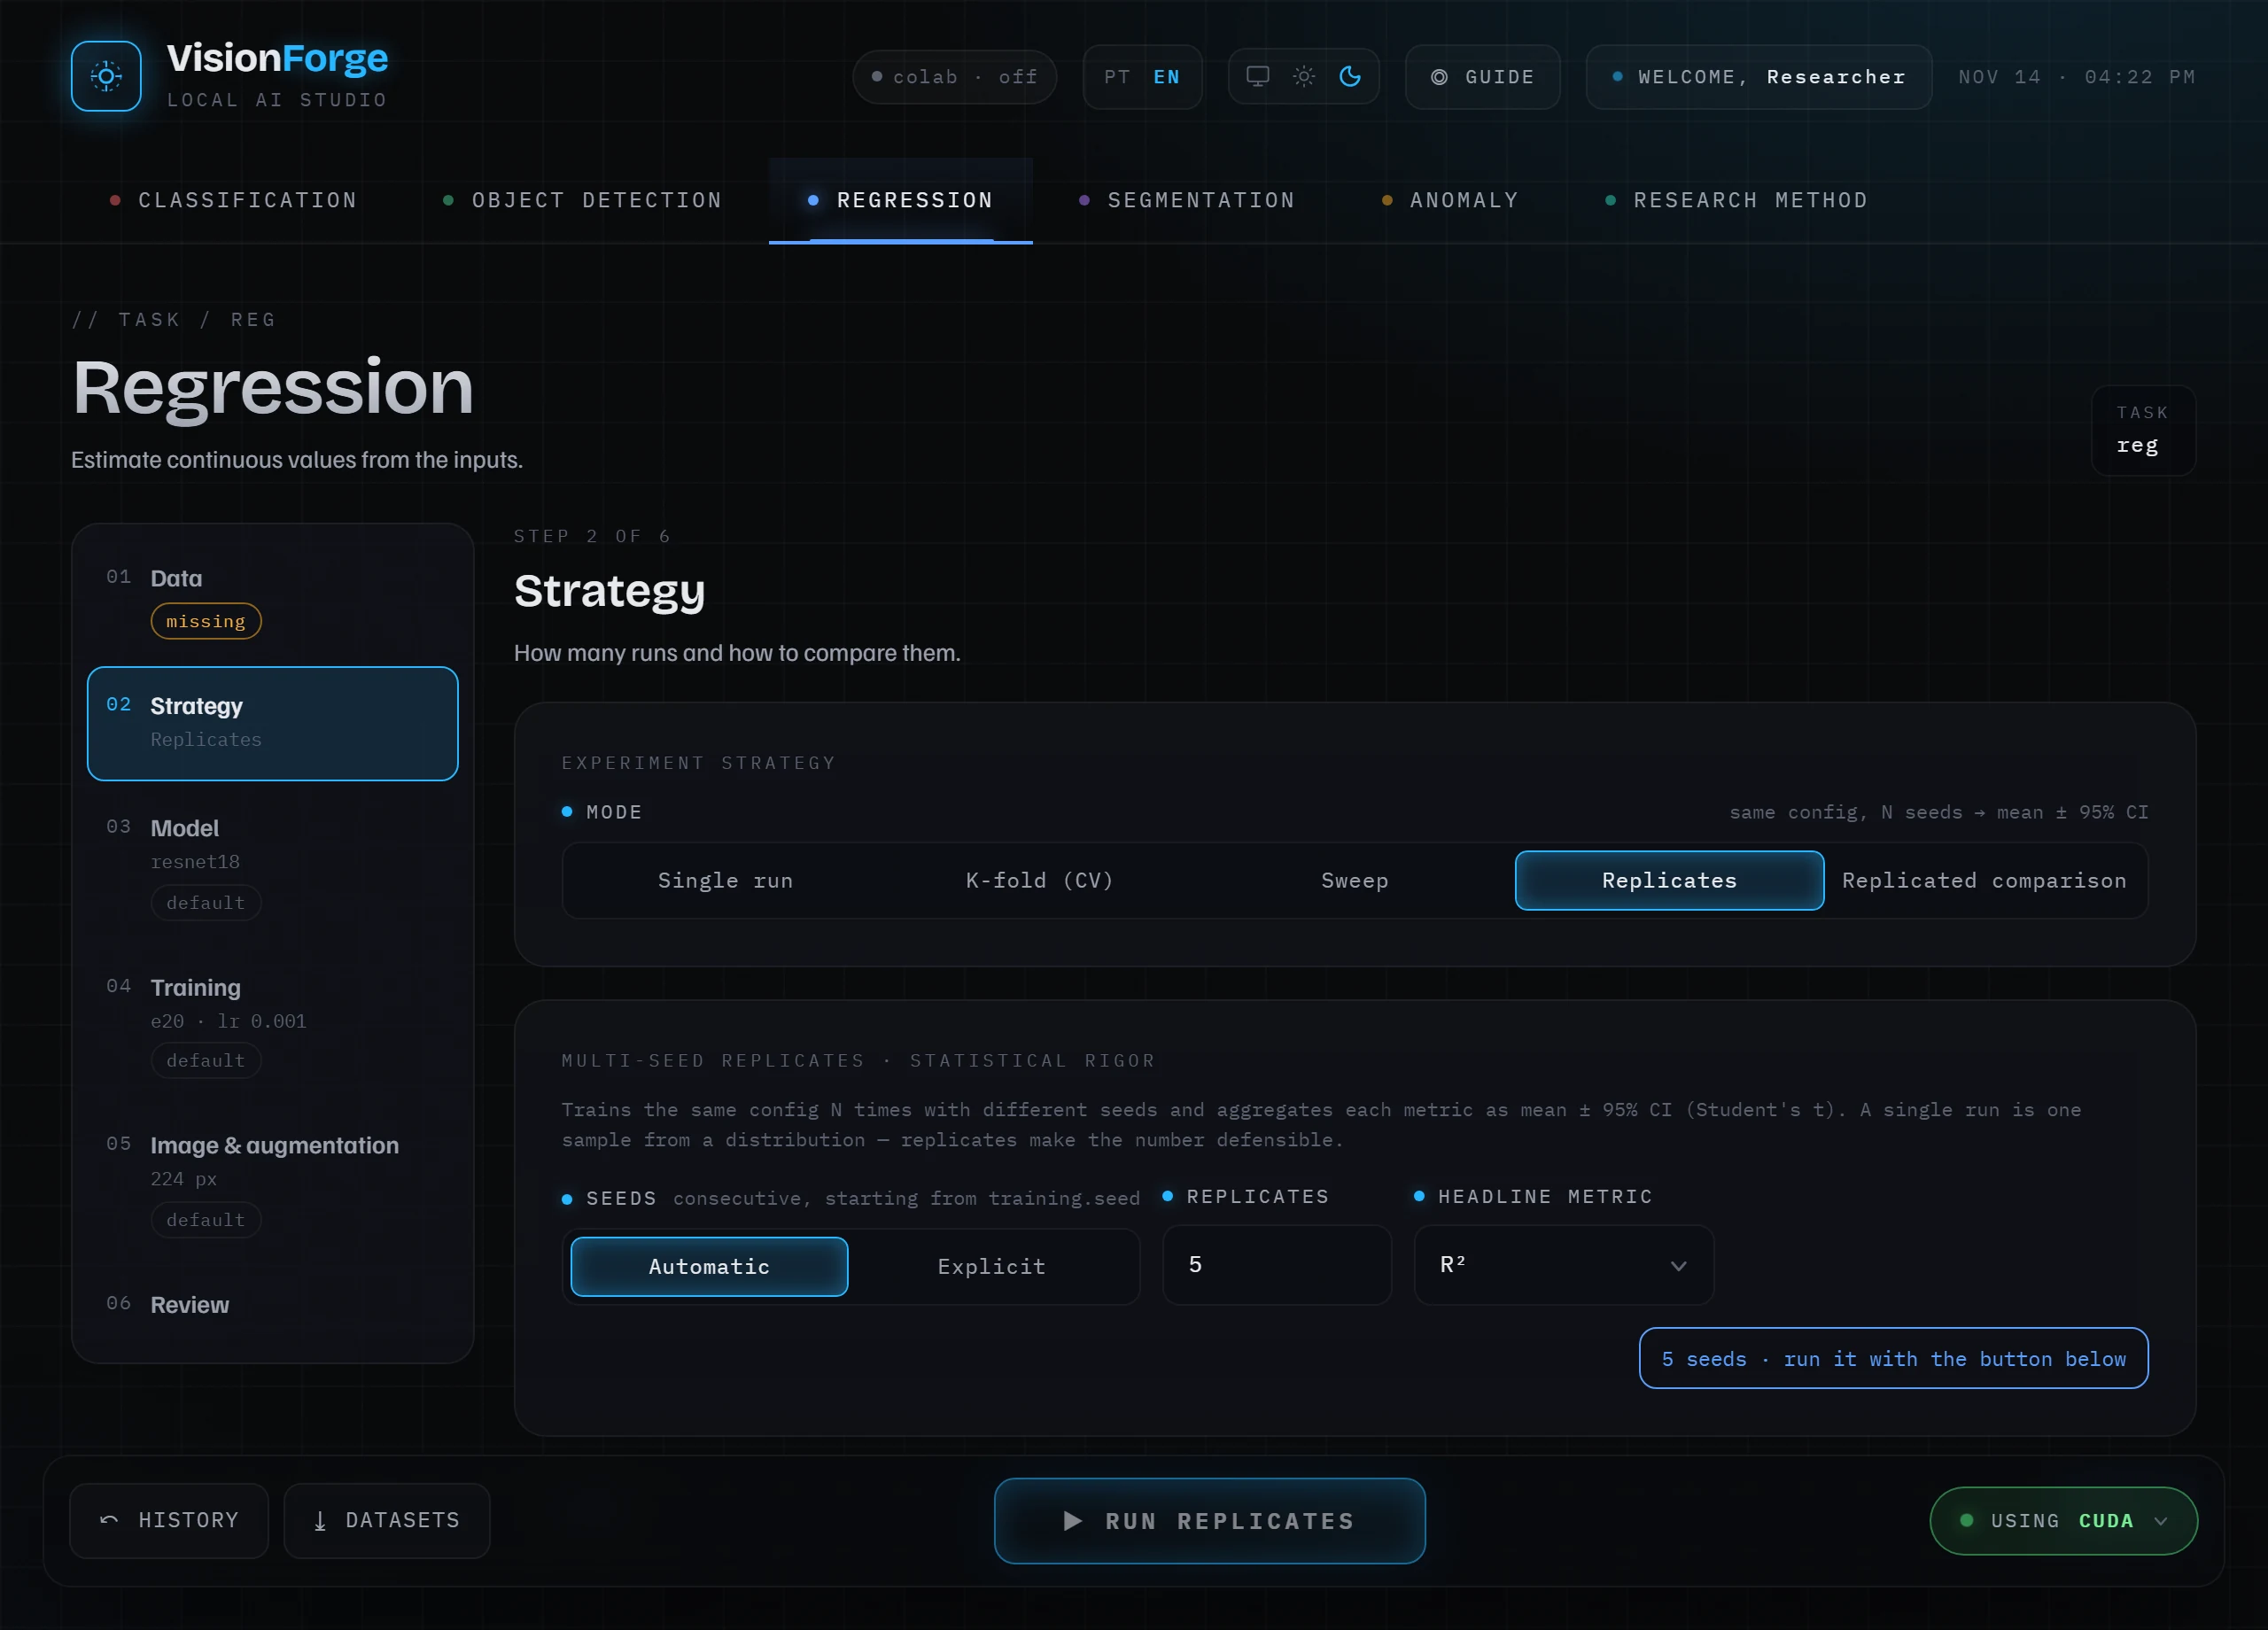 VisionForge
LOCAL AI STUDIO
colab · off
PT EN
GUIDE
WELCOME, Researcher
NOV 14 · 04:22 PM
CLASSIFICATION
OBJECT DETECTION
REGRESSION
SEGMENTATION
ANOMALY
RESEARCH METHOD
// TASK / REG
Regression
Estimate continuous values from the inputs.
TASK
reg
01 Data
missing
02 Strategy
Replicates
03 Model
resnet18
default
04 Training
e20 · lr 0.001
default
05 Image & augmentation
224 px
default
06 Review
STEP 2 OF 6
Strategy
How many runs and how to compare them.
EXPERIMENT STRATEGY
MODE
same config, N seeds → mean ± 95% CI
Single run
K-fold (CV)
Sweep
Replicates
Replicated comparison
MULTI-SEED REPLICATES · STATISTICAL RIGOR
Trains the same config N times with different seeds and aggregates each metric as mean ± 95% CI (Student's t). A single run is one
sample from a distribution — replicates make the number defensible.
SEEDS consecutive, starting from training.seed
REPLICATES
HEADLINE METRIC
Automatic
Explicit
5
R²
5 seeds · run it with the button below
HISTORY
DATASETS
RUN REPLICATES
USING CUDA